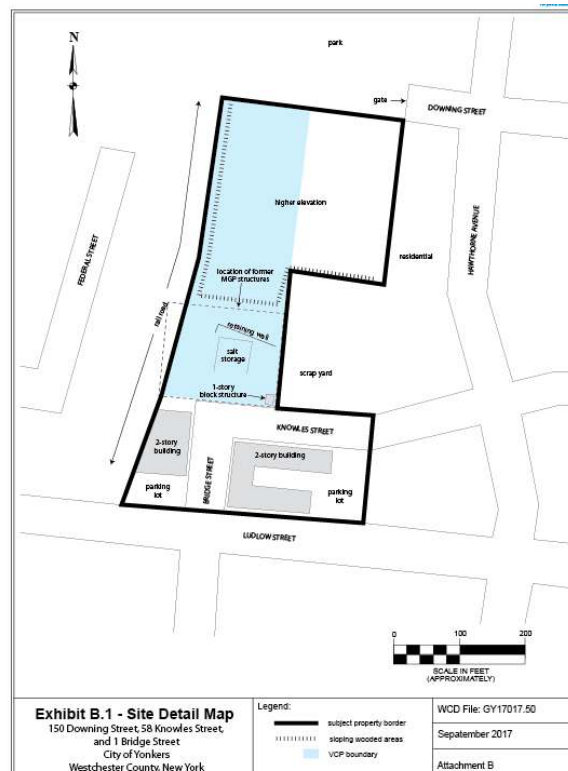 N
park
gate
DOWNING STREET
higher elevation
FEDERAL STREET
HAWTHORNE AVENUE
residential
location of former
MGP structures
rail road
retaining wall
salt
storage
scrap yard
1-story
block structure
KNOWLES STREET
2-story
building
2-story building
BRIDGE STREET
parking
lot
parking
lot
LUDLOW STREET
0 100 200
SCALE IN FEET
(APPROXIMATELY)
Exhibit B.1 - Site Detail Map
150 Downing Street, 58 Knowles Street,
and 1 Bridge Street
City of Yonkers
Westchester County, New York
Legend:
subject property border
sloping wooded areas
VCP boundary
WCD File: GY17017.50
Sepatember 2017
Attachment B